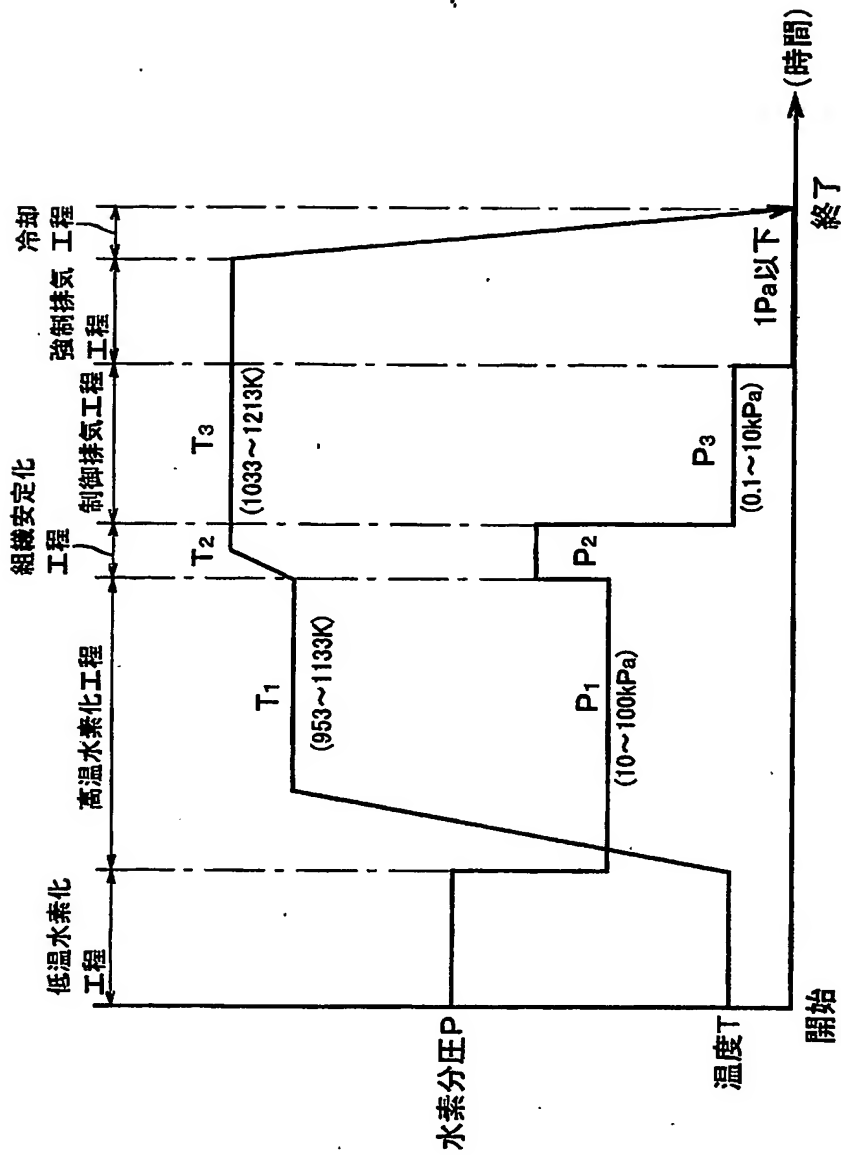 低温水素化
工程
高温水素化工程
組織安定化
工程
制御排気工程
強制排気
工程
冷却
工程
水素分圧P
温度T
T1
(953～1133K)
T2
T3
(1033～1213K)
P1
(10～100kPa)
P2
P3
(0.1～10kPa)
1Pa以下
開始
終了
(時間)